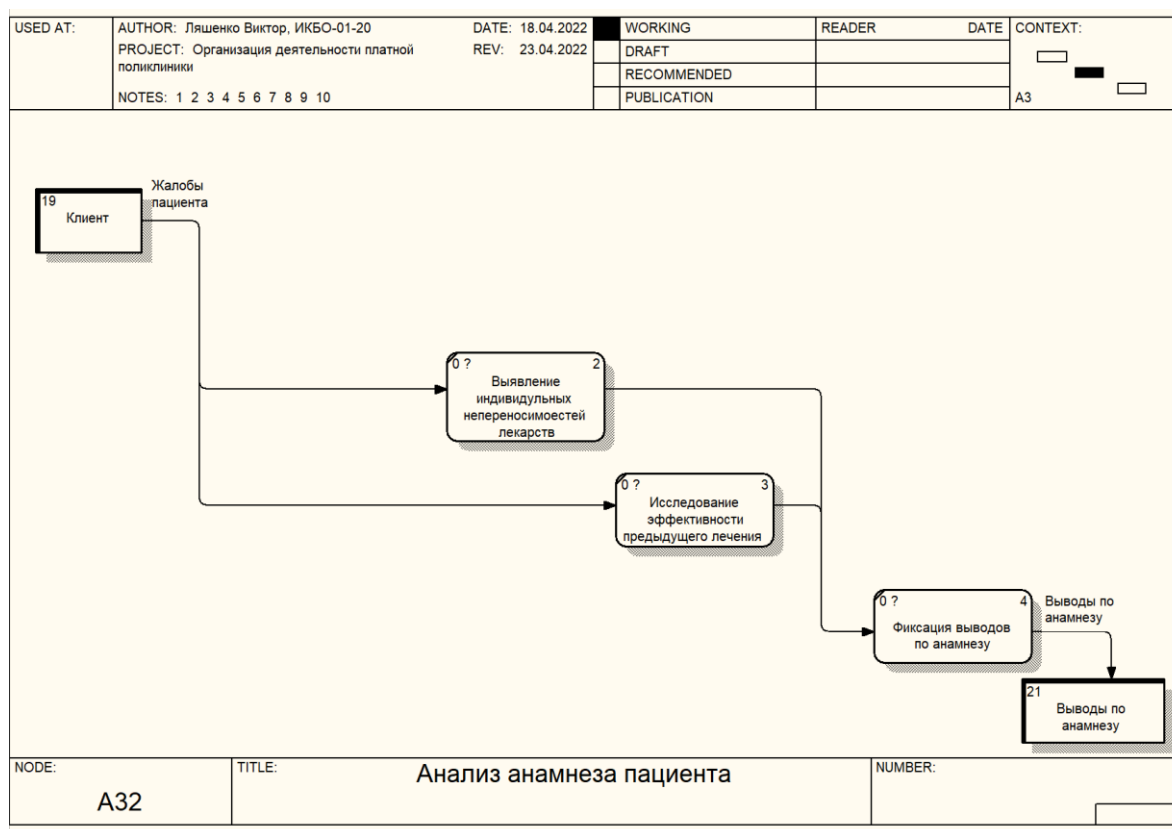 USED AT:
AUTHOR: Ляшенко Виктор, ИКБО-01-20
DATE: 18.04.2022
PROJECT: Организация деятельности платной
поликлиники
REV: 23.04.2022
NOTES: 1 2 3 4 5 6 7 8 9 10
WORKING
DRAFT
RECOMMENDED
PUBLICATION
READER
DATE
CONTEXT:
A3
19
Клиент
Жалобы
пациента
0 ?
2
Выявление
индивидульных
непереносимоестей
лекарств
0 ?
3
Исследование
эффективности
предыдущего лечения
0 ?
4
Фиксация выводов
по анамнезу
Выводы по
анамнезу
21
Выводы по
анамнезу
NODE:
A32
TITLE:
Анализ анамнеза пациента
NUMBER: